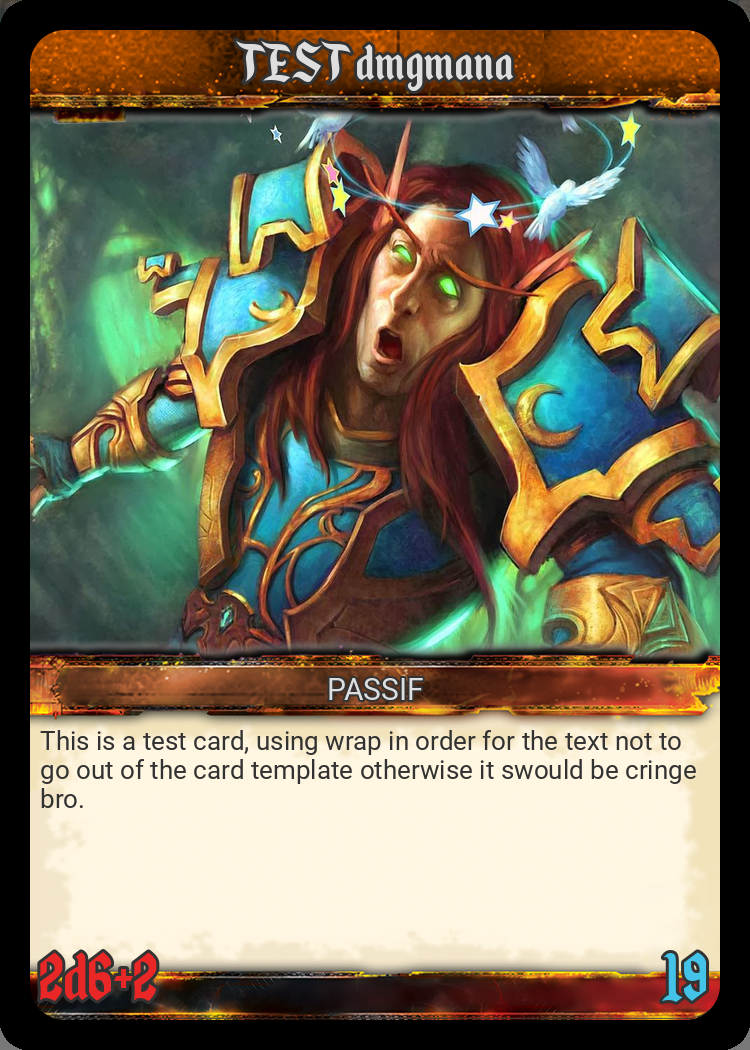 TEST dmgmana
PASSIF
This is a test card, using wrap in order for the text not to
go out of the card template otherwise it swould be cringe
bro.
2d6+2
19